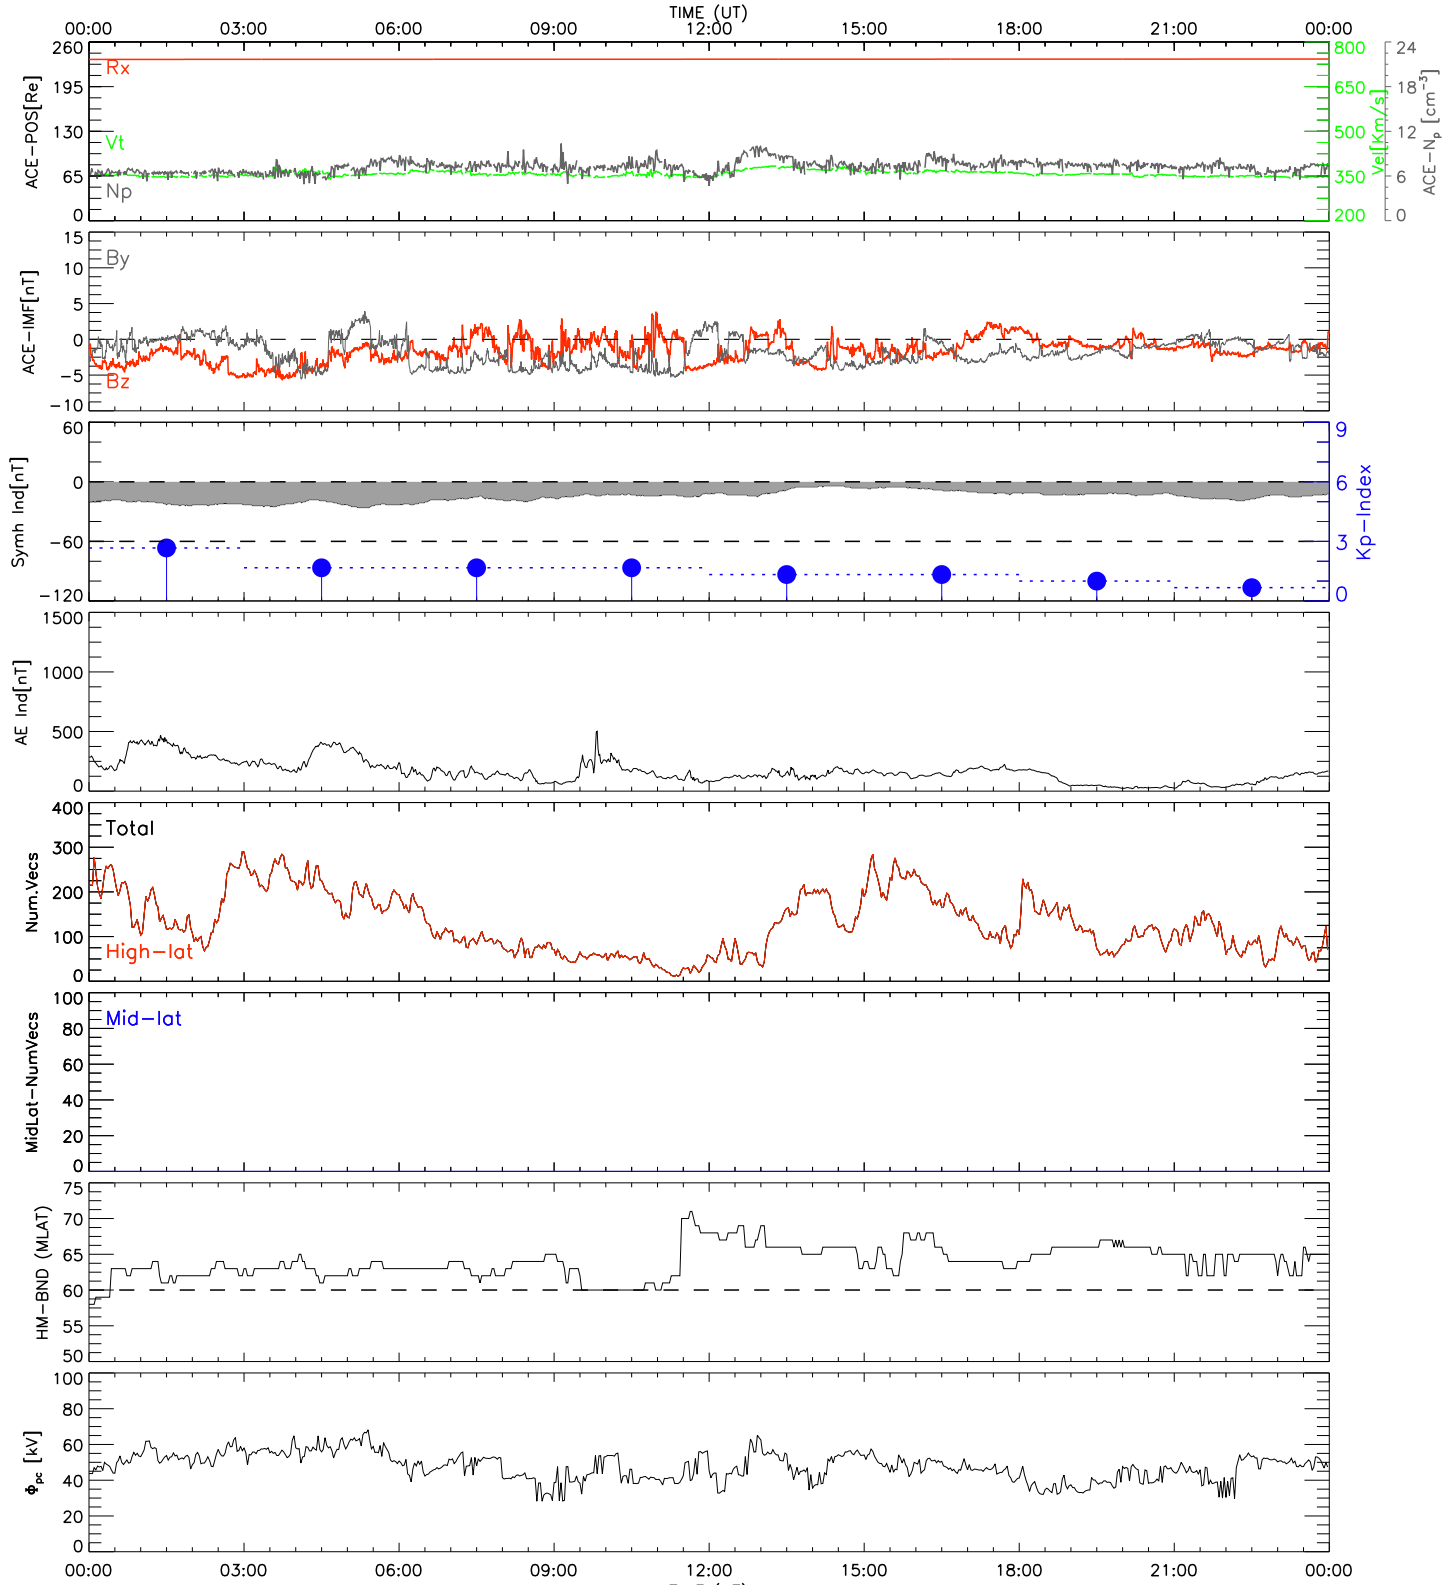 TIME (UT)
00:00 03:00 06:00 09:00 12:00 15:00 18:00 21:00 00:00
ACE-POS[Re]
260
195
130
65
0
Rx
Vt
Np
800
650
500
350
200
Vel[Km/s]
24
18
12
6
0
ACE-Np [cm-3]
ACE-IMF[nT]
15
10
5
0
-5
-10
By
Bz
Symh Ind[nT]
60
0
-60
-120
9
6
3
0
Kp-Index
AE Ind[nT]
1500
1000
500
0
Num.Vecs
400
300
200
100
0
Total
High-lat
MidLat-NumVecs
100
80
60
40
20
0
Mid-lat
HM-BND (MLAT)
75
70
65
60
55
50
Φpc [kV]
100
80
60
40
20
0
00:00 03:00 06:00 09:00 12:00 15:00 18:00 21:00 00:00